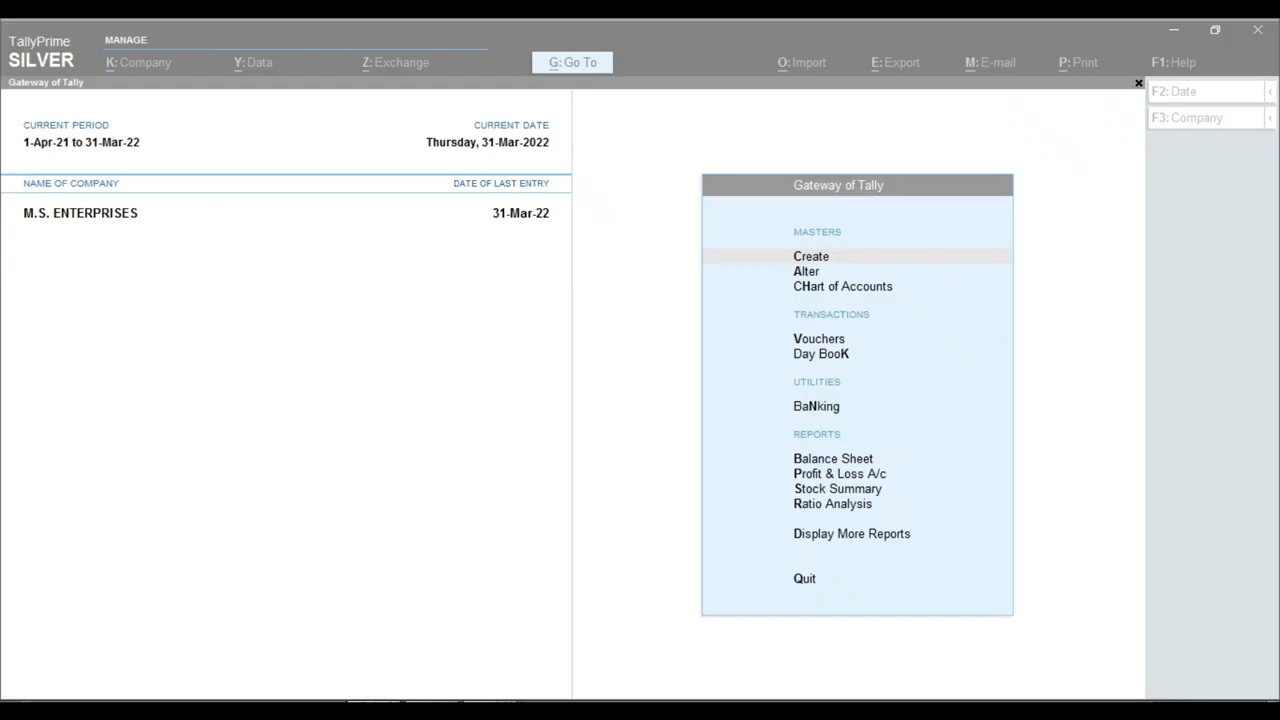 TallyPrime
SILVER
MANAGE
K: Company
Y: Data
Z: Exchange
G: Go To
O: Import
E: Export
M: E-mail
P: Print
F1: Help
Gateway of Tally
F2: Date
F3: Company
CURRENT PERIOD
CURRENT DATE
1-Apr-21 to 31-Mar-22
Thursday, 31-Mar-2022
NAME OF COMPANY
DATE OF LAST ENTRY
M.S. ENTERPRISES
31-Mar-22
Gateway of Tally
MASTERS
Create
Alter
CHart of Accounts
TRANSACTIONS
Vouchers
Day BooK
UTILITIES
BaNking
REPORTS
Balance Sheet
Profit & Loss A/c
Stock Summary
Ratio Analysis
Display More Reports
Quit